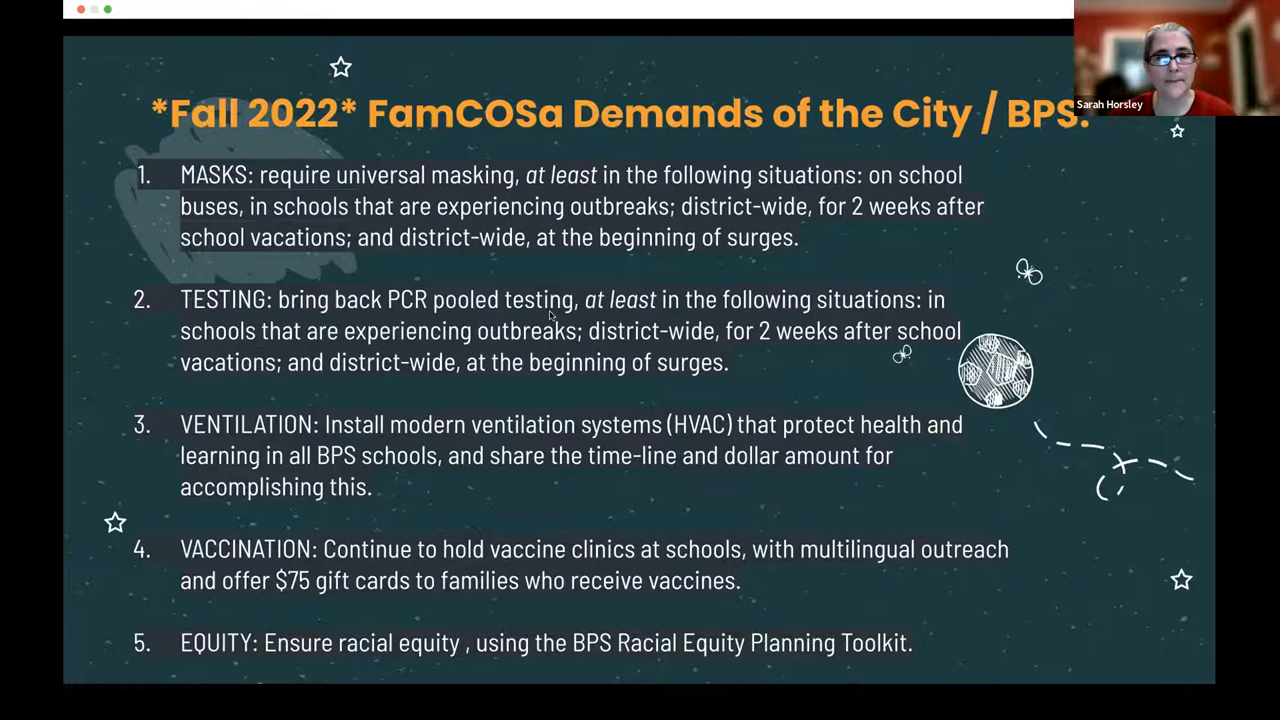 *Fall 2022* FamCOSa Demands of the City / BPS:
Sarah Horsley
1. MASKS: require universal masking, at least in the following situations: on school
buses, in schools that are experiencing outbreaks; district-wide, for 2 weeks after
school vacations; and district-wide, at the beginning of surges.
2. TESTING: bring back PCR pooled testing, at least in the following situations: in
schools that are experiencing outbreaks; district-wide, for 2 weeks after school
vacations; and district-wide, at the beginning of surges.
3. VENTILATION: Install modern ventilation systems (HVAC) that protect health and
learning in all BPS schools, and share the time-line and dollar amount for
accomplishing this.
4. VACCINATION: Continue to hold vaccine clinics at schools, with multilingual outreach
and offer $75 gift cards to families who receive vaccines.
5. EQUITY: Ensure racial equity , using the BPS Racial Equity Planning Toolkit.